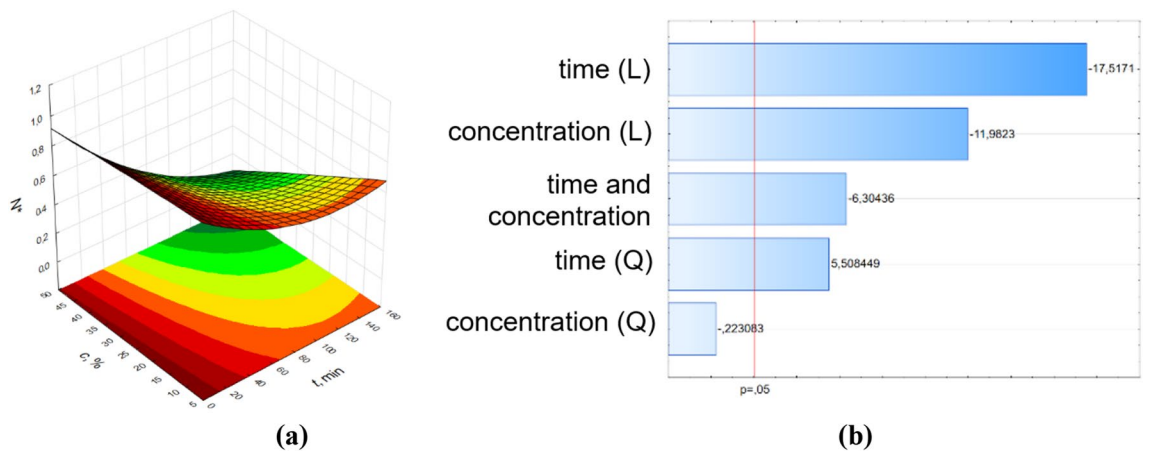 1,2
1,0
0,8
0,6
0,4
0,2
0,0
N*
50
45
40
35
30
25
20
15
10
5
c, %
0
20
40
60
80
100
120
140
160
t, min
(a)
time (L)
-17,5171
concentration (L)
-11,9823
time and
concentration
-6,30436
time (Q)
5,508449
concentration (Q)
-,223083
p=,05
(b)